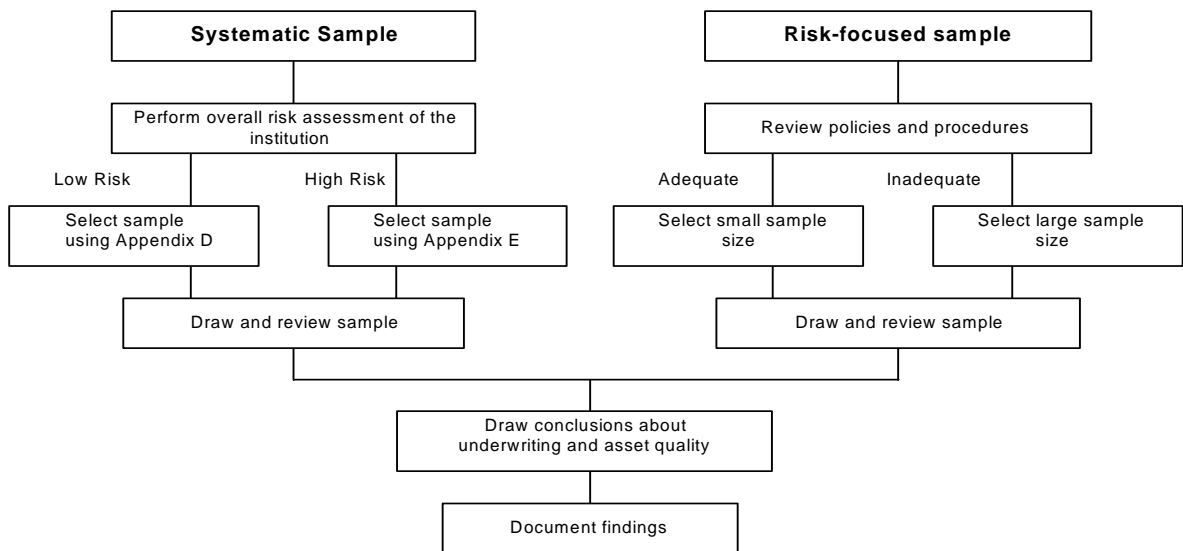 Systematic Sample
Risk-focused sample
Perform overall risk assessment of the
institution
Review policies and procedures
Low Risk
High Risk
Adequate
Inadequate
Select sample
using Appendix D
Select sample
using Appendix E
Select small sample
size
Select large sample
size
Draw and review sample
Draw and review sample
Draw conclusions about
underwriting and asset quality
Document findings